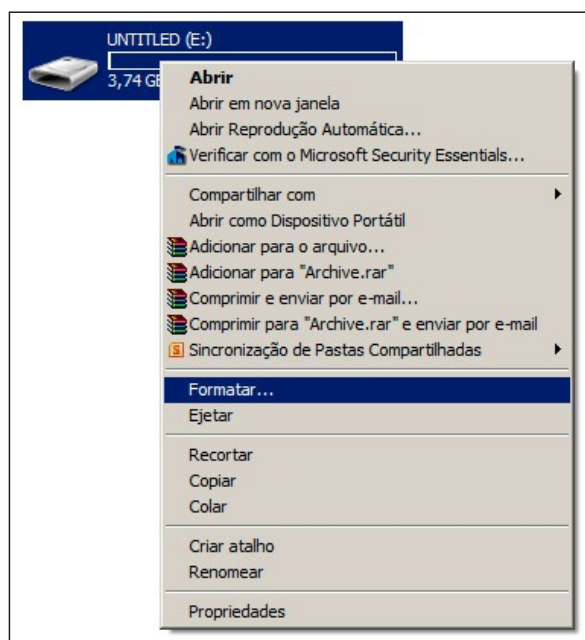 UNTITLED (E:)
3,74 GB
Abrir
Abrir em nova janela
Abrir Reprodução Automática...
Verificar com o Microsoft Security Essentials...
Compartilhar com
Abrir como Dispositivo Portátil
Adicionar para o arquivo...
Adicionar para "Archive.rar"
Comprimir e enviar por e-mail...
Comprimir para "Archive.rar" e enviar por e-mail
Sincronização de Pastas Compartilhadas
Formatar...
Ejetar
Recortar
Copiar
Colar
Criar atalho
Renomear
Propriedades